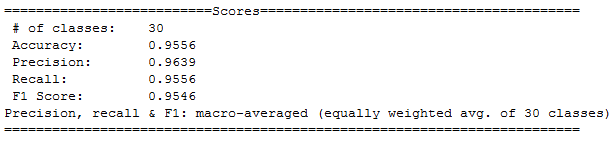 ==========================Scores========================================
# of classes: 30
Accuracy: 0.9556
Precision: 0.9639
Recall: 0.9556
F1 Score: 0.9546
Precision, recall & F1: macro-averaged (equally weighted avg. of 30 classes)
========================================================================